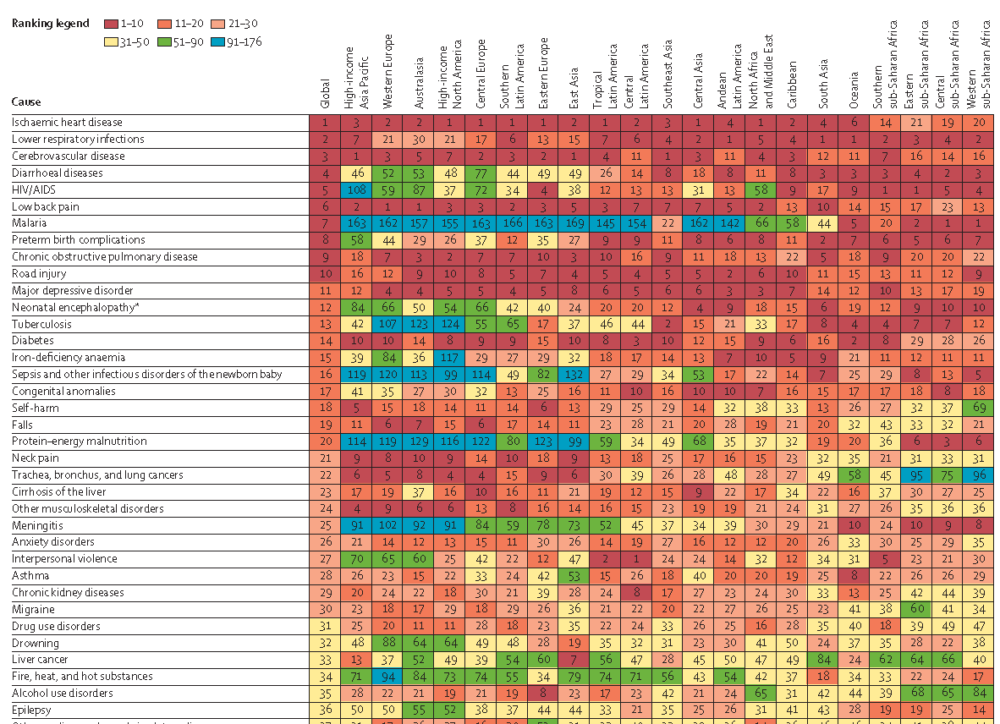 Ranking legend 1–10 11–20 21–30
31–50 51–90 91–176
Cause
Global
High-income
Asia Pacific
Western Europe
Australasia
High-income
North America
Central Europe
Southern
Latin America
Eastern Europe
East Asia
Tropical
Latin America
Central
Latin America
Southeast Asia
Central Asia
Andean
Latin America
North Africa
and Middle East
Caribbean
South Asia
Oceania
Southern
sub-Saharan Africa
Eastern
sub-Saharan Africa
Central
sub-Saharan Africa
Western
sub-Saharan Africa
Ischaemic heart disease 1 3 2 2 1 1 1 1 2 1 2 3 1 4 1 2 4 6 14 21 19 20
Lower respiratory infections 2 7 21 30 21 17 6 13 15 7 6 4 2 1 5 4 1 1 2 3 4 2
Cerebrovascular disease 3 1 3 5 7 2 3 2 1 4 11 1 3 11 4 3 12 11 7 16 14 16
Diarrhoeal diseases 4 46 52 53 48 77 44 49 49 26 14 8 18 8 11 8 3 3 3 4 2 3
HIV/AIDS 5 108 59 87 37 72 34 4 38 12 13 13 31 13 58 9 17 9 1 1 5 4
Low back pain 6 2 1 1 3 3 2 3 5 3 7 7 7 5 2 13 10 14 15 17 23 13
Malaria 7 163 162 157 155 163 166 163 169 145 154 22 162 142 66 58 44 5 20 2 1 1
Preterm birth complications 8 58 44 29 26 37 12 35 27 9 9 11 8 6 8 11 2 7 6 5 6 7
Chronic obstructive pulmonary disease 9 18 7 3 2 7 7 10 3 10 16 9 11 18 13 22 5 18 9 20 20 22
Road injury 10 16 12 9 10 8 5 7 4 5 4 5 5 2 6 10 11 15 13 11 12 9
Major depressive disorder 11 12 4 4 5 5 4 5 8 6 5 6 6 3 3 7 14 12 10 13 17 19
Neonatal encephalopathy* 12 84 66 50 54 66 42 40 24 20 20 12 4 9 18 15 6 19 12 9 10 10
Tuberculosis 13 42 107 123 124 55 65 17 37 46 44 2 15 21 33 17 8 4 4 7 7 12
Diabetes 14 10 10 14 8 9 9 15 10 8 3 10 12 15 9 6 16 2 8 29 28 26
Iron-deficiency anaemia 15 39 84 36 117 29 27 29 32 18 17 14 13 7 10 5 9 21 11 12 11 11
Sepsis and other infectious disorders of the newborn baby 16 119 120 113 99 114 49 82 132 27 29 34 53 17 22 14 7 25 29 8 13 5
Congenital anomalies 17 41 35 27 30 32 13 25 16 11 10 16 10 10 7 16 15 17 17 18 8 18
Self-harm 18 5 15 18 14 11 14 6 13 29 25 29 14 32 38 33 13 26 27 32 37 69
Falls 19 11 6 7 15 6 17 14 11 23 28 21 20 28 19 21 20 32 43 33 32 21
Protein–energy malnutrition 20 114 119 129 116 122 80 123 99 59 34 49 68 35 37 32 19 20 36 6 3 6
Neck pain 21 9 8 10 9 14 10 18 9 13 18 25 17 16 15 23 32 35 21 31 33 31
Trachea, bronchus, and lung cancers 22 6 5 8 4 4 15 9 6 30 39 26 28 48 28 27 49 58 45 95 75 96
Cirrhosis of the liver 23 17 19 37 16 10 16 11 21 19 12 15 9 22 17 34 22 16 37 30 27 25
Other musculoskeletal disorders 24 4 9 6 6 13 8 16 14 16 15 23 19 19 21 24 31 27 26 35 36 36
Meningitis 25 91 102 92 91 84 59 78 73 52 45 37 34 39 30 29 21 10 24 10 9 8
Anxiety disorders 26 21 14 12 13 15 11 30 26 14 19 27 16 12 12 20 26 33 30 25 29 35
Interpersonal violence 27 70 65 60 25 42 22 12 47 2 1 24 24 14 32 12 34 31 5 23 21 30
Asthma 28 26 23 15 22 33 24 42 53 15 26 18 40 20 20 19 25 8 22 26 26 29
Chronic kidney diseases 29 20 24 22 18 30 21 39 28 24 8 17 27 23 24 30 33 13 25 42 44 39
Migraine 30 23 18 17 29 18 29 26 36 21 22 20 22 27 26 25 23 41 38 60 41 34
Drug use disorders 31 25 20 11 11 28 18 23 35 22 24 33 26 25 16 28 35 40 18 39 49 47
Drowning 32 48 88 64 64 49 48 28 19 35 32 31 23 30 41 50 24 37 35 28 22 38
Liver cancer 33 13 37 52 49 39 54 60 7 56 47 28 45 50 47 49 84 24 62 64 66 40
Fire, heat, and hot substances 34 71 94 84 73 74 55 34 79 74 71 56 43 54 42 37 18 34 33 22 24 17
Alcohol use disorders 35 28 22 21 19 21 19 8 23 17 23 42 21 26 65 31 42 44 39 68 65 84
Epilepsy 36 50 50 55 52 38 37 44 44 33 21 35 25 24 31 41 43 28 19 19 25 14